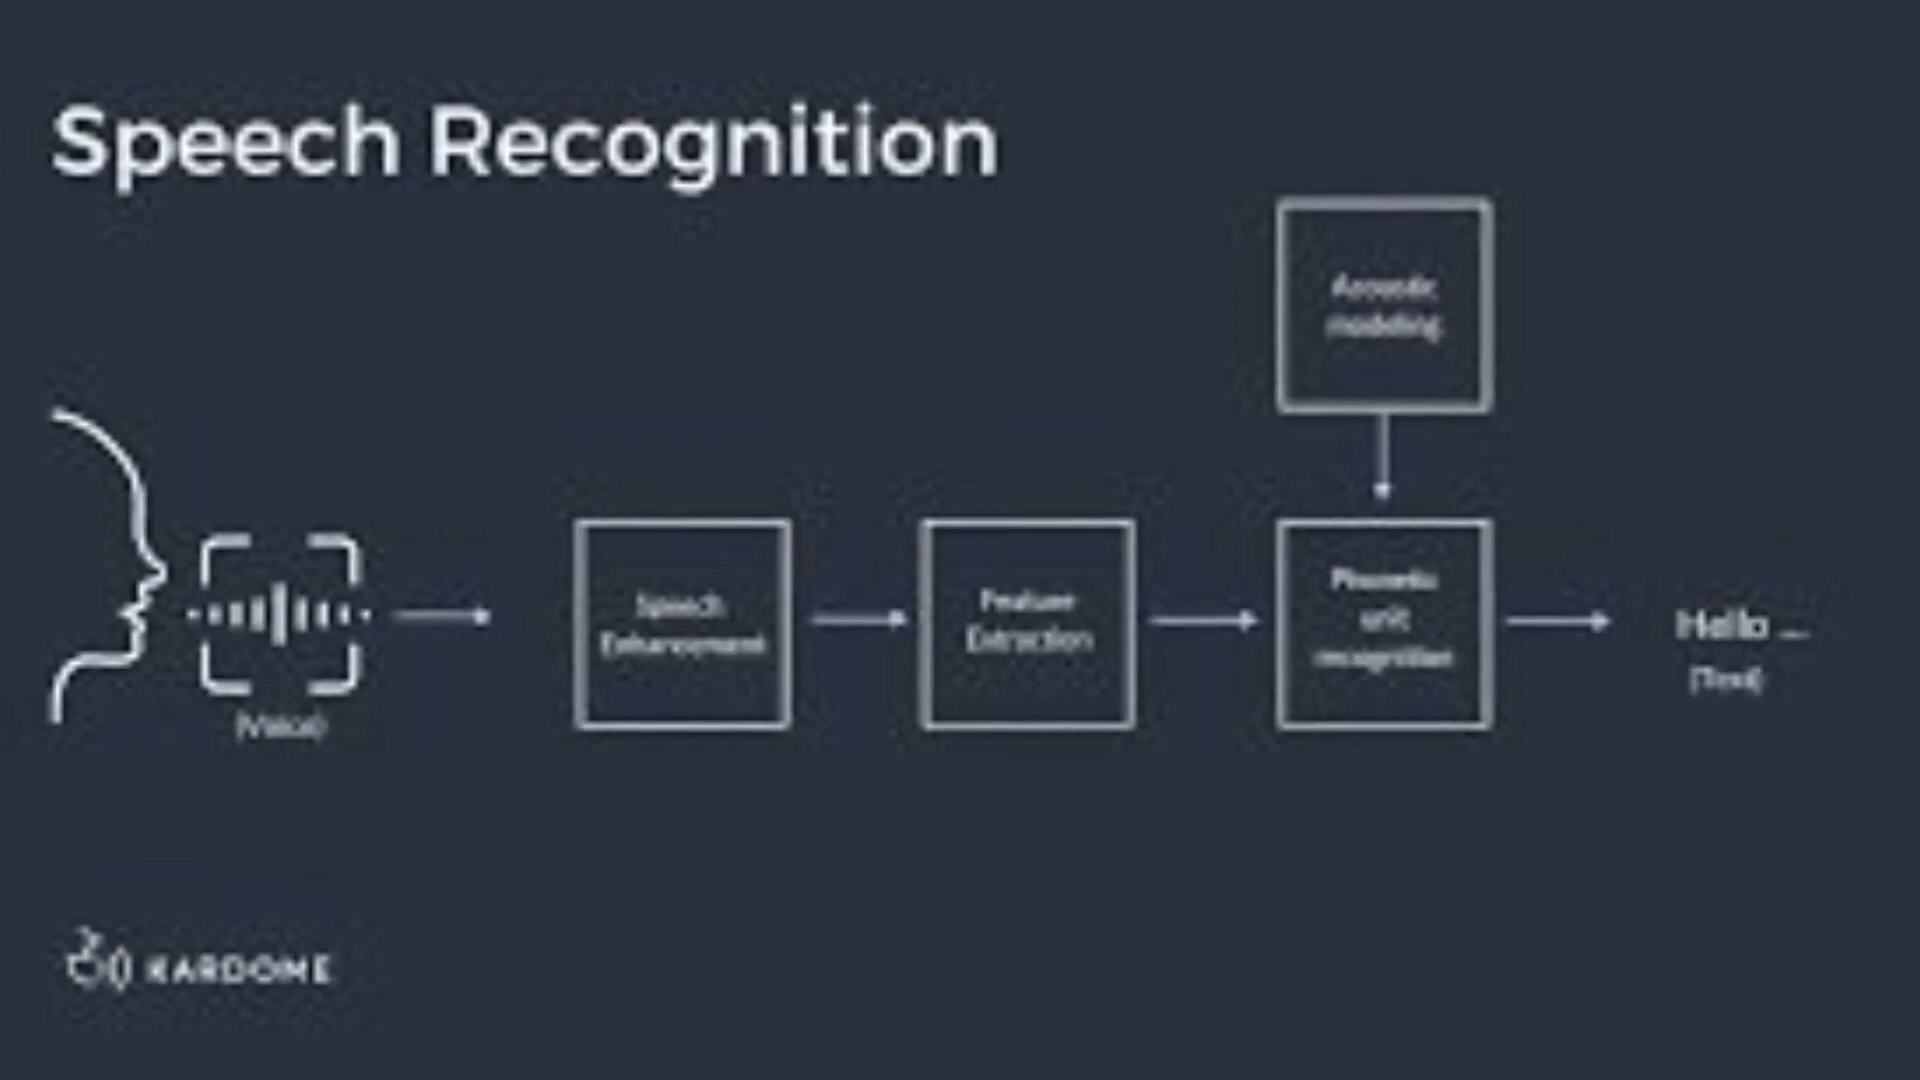 Speech Recognition
Acoustic
modeling
Speech
Enhancement
Feature
Extraction
Phonetic
unit
recognition
Hello ...
(Text)
(Voice)
KARDOME